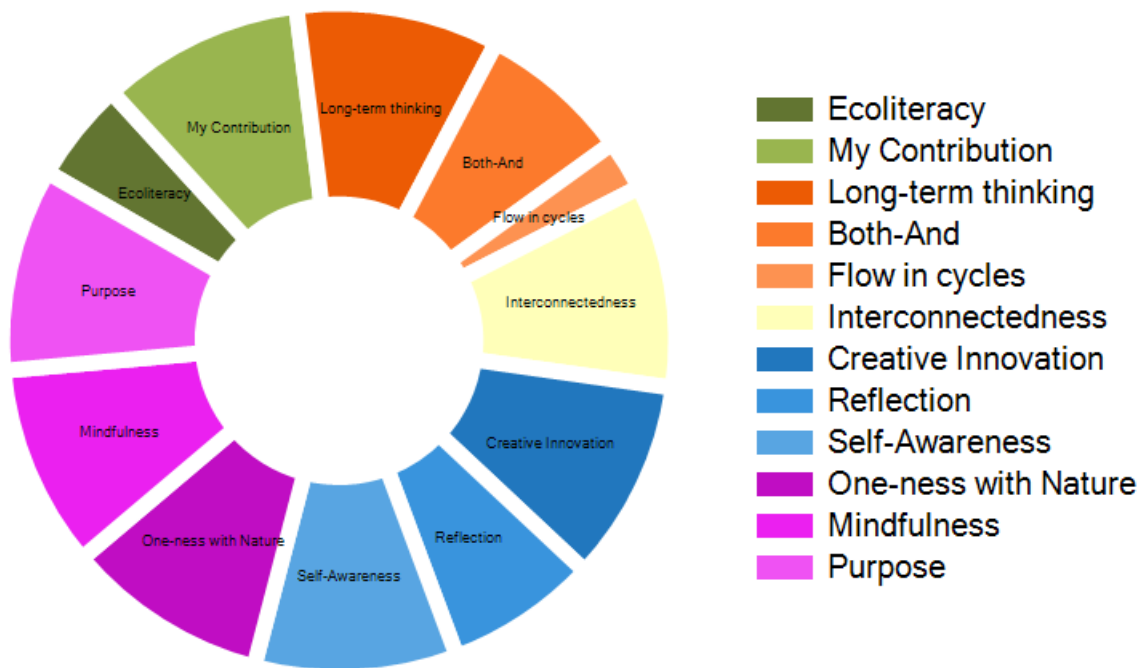 Long-term thinking
My Contribution
Both-And
Ecoliteracy
Flow in cycles
Purpose
Interconnectedness
Mindfulness
Creative Innovation
One-ness with Nature
Reflection
Self-Awareness
Ecoliteracy
My Contribution
Long-term thinking
Both-And
Flow in cycles
Interconnectedness
Creative Innovation
Reflection
Self-Awareness
One-ness with Nature
Mindfulness
Purpose